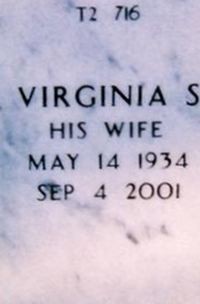 T2 716
VIRGINIA S
HIS WIFE
MAY 14 1934
SEP 4 2001